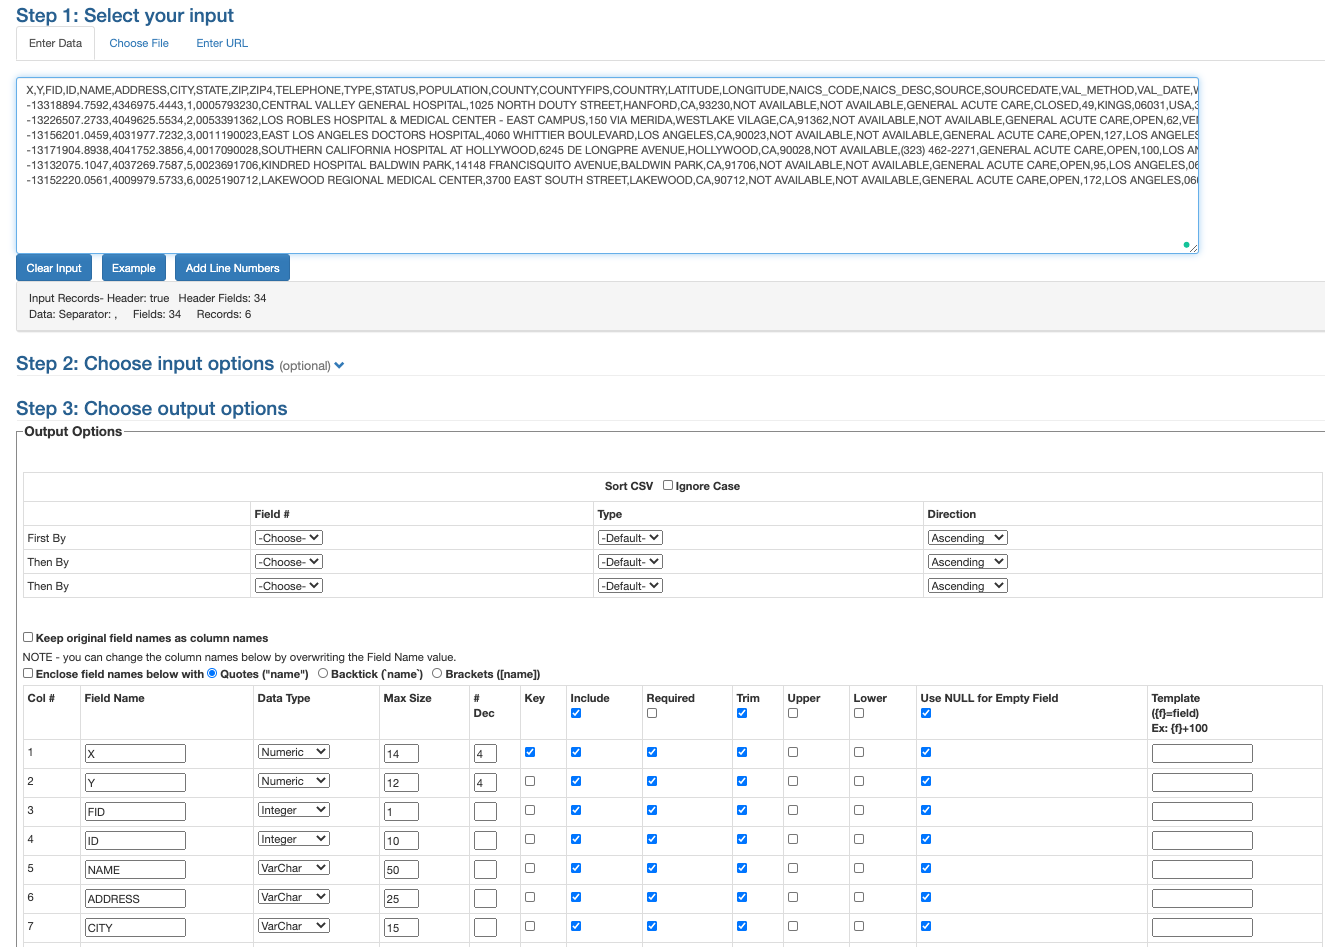 Step 1: Select your input
Enter Data Choose File Enter URL
X,Y,FID,ID,NAME,ADDRESS,CITY,STATE,ZIP,ZIP4,TELEPHONE,TYPE,STATUS,POPULATION,COUNTY,COUNTYFIPS,COUNTRY,LATITUDE,LONGITUDE,NAICS_CODE,NAICS_DESC,SOURCE,SOURCEDATE,VAL_METHOD,VAL_DATE,W
-13318894.7592,4346975.4443,1,0005793230,CENTRAL VALLEY GENERAL HOSPITAL,1025 NORTH DOUTY STREET,HANFORD,CA,93230,NOT AVAILABLE,NOT AVAILABLE,GENERAL ACUTE CARE,CLOSED,49,KINGS,06031,USA,3
-13226507.2733,4049625.5534,2,0053391362,LOS ROBLES HOSPITAL & MEDICAL CENTER - EAST CAMPUS,150 VIA MERIDA,WESTLAKE VILAGE,CA,91362,NOT AVAILABLE,NOT AVAILABLE,GENERAL ACUTE CARE,OPEN,62,VEN
-13156201.0459,4031977.7232,3,0011190023,EAST LOS ANGELES DOCTORS HOSPITAL,4060 WHITTIER BOULEVARD,LOS ANGELES,CA,90023,NOT AVAILABLE,NOT AVAILABLE,GENERAL ACUTE CARE,OPEN,127,LOS ANGELES
-13171904.8938,4041752.3856,4,0017090028,SOUTHERN CALIFORNIA HOSPITAL AT HOLLYWOOD,6245 DE LONGPRE AVENUE,HOLLYWOOD,CA,90028,NOT AVAILABLE,(323) 462-2271,GENERAL ACUTE CARE,OPEN,100,LOS AN
-13132075.1047,4037269.7587,5,0023691706,KINDRED HOSPITAL BALDWIN PARK,14148 FRANCISQUITO AVENUE,BALDWIN PARK,CA,91706,NOT AVAILABLE,NOT AVAILABLE,GENERAL ACUTE CARE,OPEN,95,LOS ANGELES,06
-13152220.0561,4009979.5733,6,0025190712,LAKEWOOD REGIONAL MEDICAL CENTER,3700 EAST SOUTH STREET,LAKEWOOD,CA,90712,NOT AVAILABLE,NOT AVAILABLE,GENERAL ACUTE CARE,OPEN,172,LOS ANGELES,06
Clear Input Example Add Line Numbers
Input Records- Header: true Header Fields: 34
Data: Separator: , Fields: 34 Records: 6
Step 2: Choose input options (optional)
Step 3: Choose output options
Output Options
Sort CSV Ignore Case
Field # Type Direction
First By -Choose- -Default- Ascending
Then By -Choose- -Default- Ascending
Then By -Choose- -Default- Ascending
Keep original field names as column names
NOTE - you can change the column names below by overwriting the Field Name value.
Enclose field names below with Quotes ("name") Backtick (`name`) Brackets ([name])
Col # Field Name Data Type Max Size # Key Include Required Trim Upper Lower Use NULL for Empty Field Template
Dec ({f}=field)
Ex: {f}+100
1 X Numeric 14 4
2 Y Numeric 12 4
3 FID Integer 1
4 ID Integer 10
5 NAME VarChar 50
6 ADDRESS VarChar 25
7 CITY VarChar 15